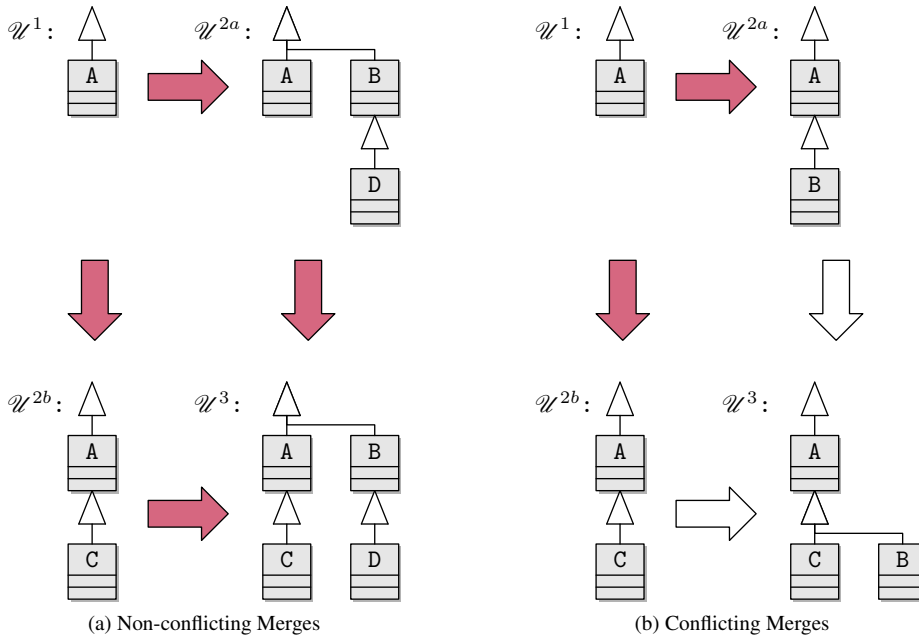 𝒰¹: 𝒰²ᵃ: 𝒰¹: 𝒰²ᵃ:
A A B A A
D B
𝒰²ᵇ: 𝒰³: 𝒰²ᵇ: 𝒰³:
A A B A A
C C D C C B
(a) Non-conflicting Merges (b) Conflicting Merges